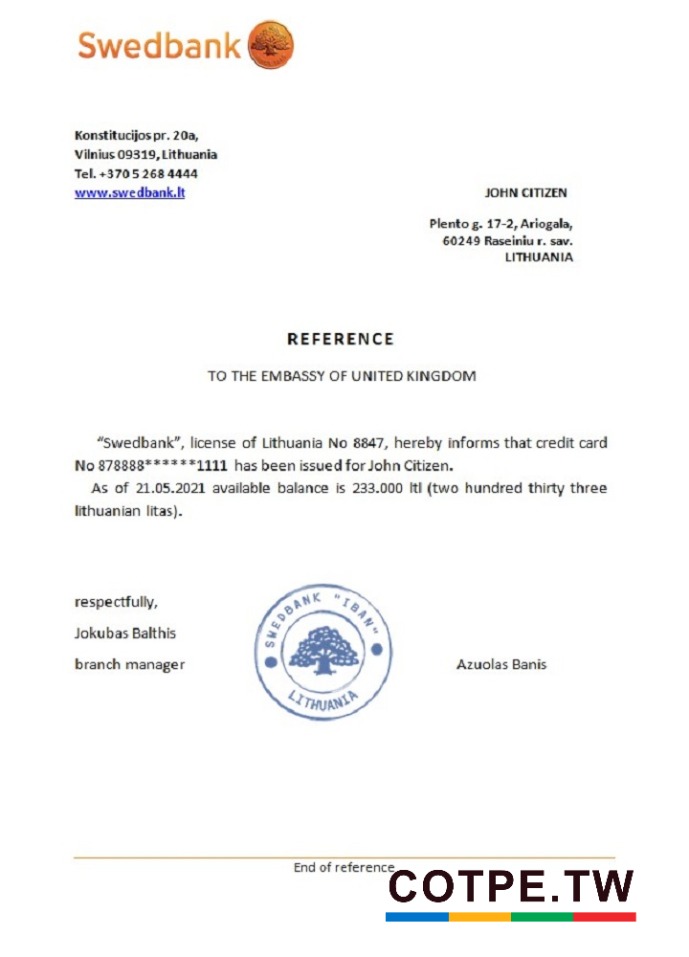 Swedbank
Konstitucijos pr. 20a,
Vilnius 09319, Lithuania
Tel. +370 5 268 4444
www.swedbank.lt
JOHN CITIZEN
Plento g. 17-2, Ariogala,
60249 Raseiniu r. sav.
LITHUANIA
REFERENCE
TO THE EMBASSY OF UNITED KINGDOM
“Swedbank”, license of Lithuania No 8847, hereby informs that credit card
No 878888******1111 has been issued for John Citizen.
As of 21.05.2021 available balance is 233.000 ltl (two hundred thirty three
lithuanian litas).
respectfully,
Jokubas Balthis
branch manager
SWEDBANK "IBAN"
LITHUANIA
Azuolas Banis
End of reference
COTPE.TW